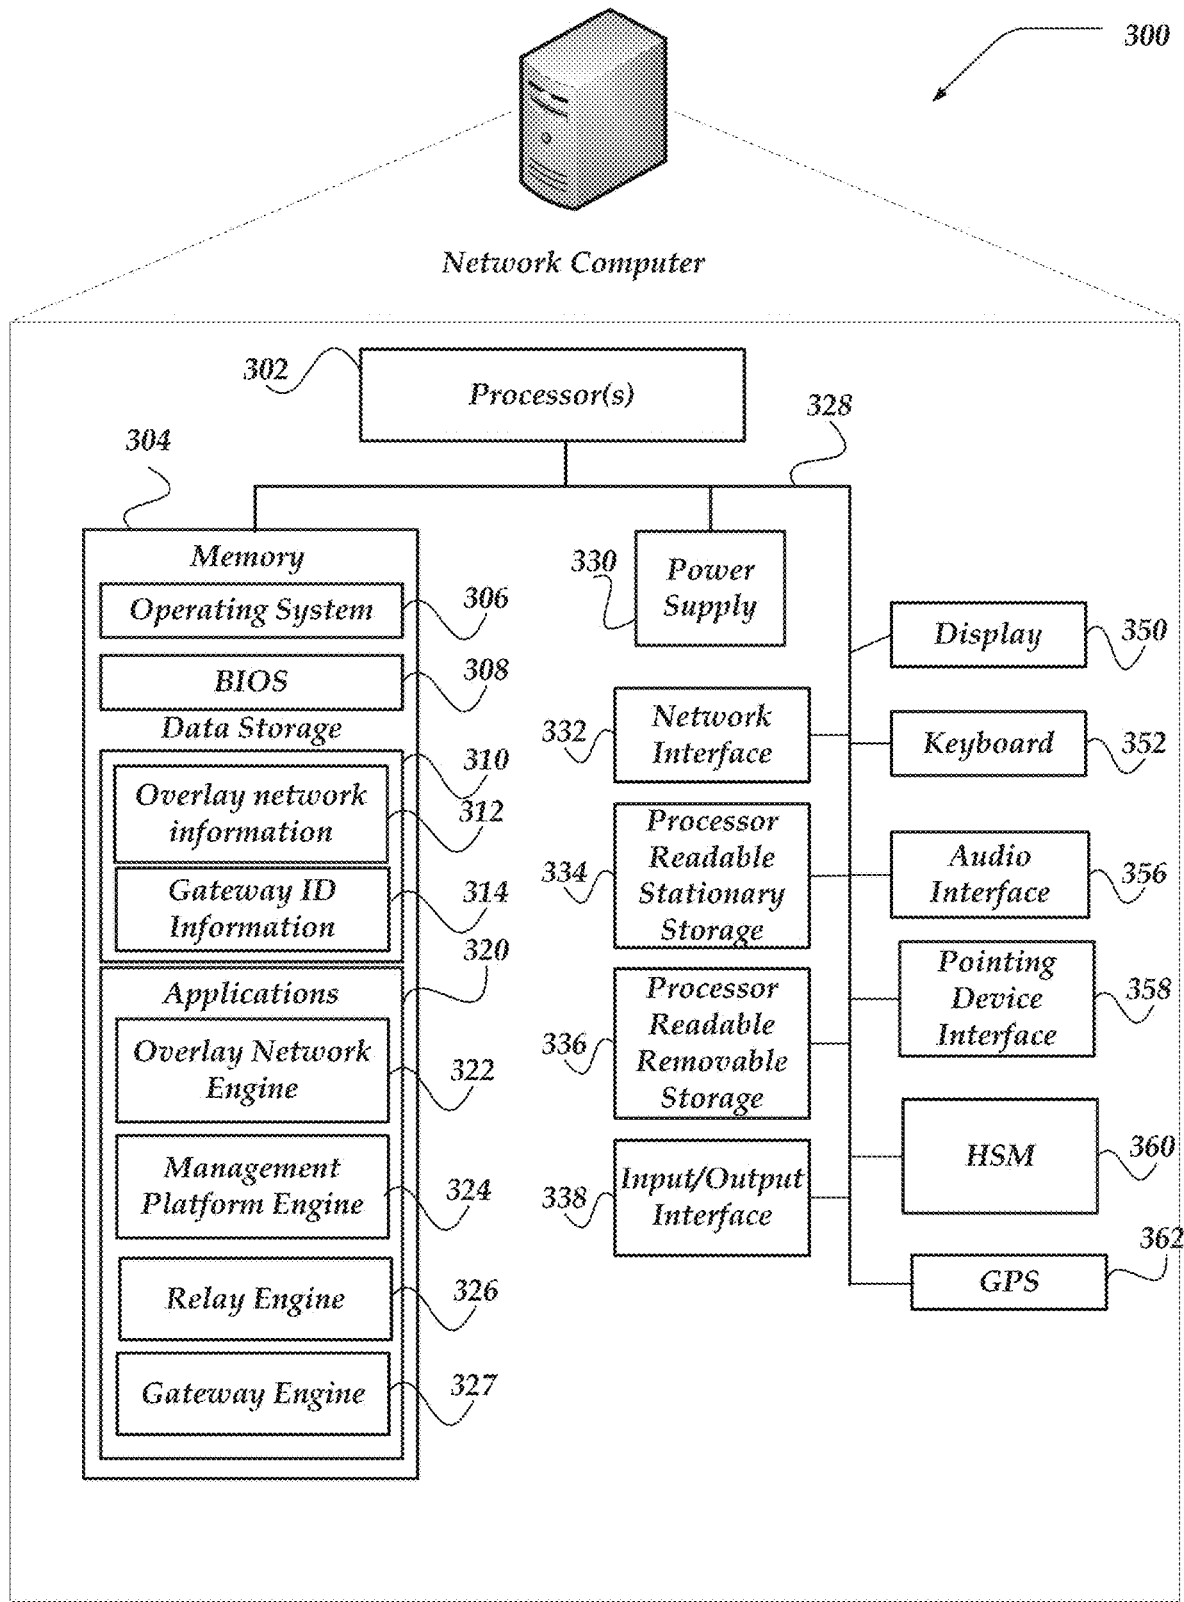 300
Network Computer
302
Processor(s)
328
304
Memory
Operating System
306
BIOS
308
Data Storage
310
Overlay network
information
312
Gateway ID
Information
314
320
Applications
Overlay Network
Engine
322
Management
Platform Engine
324
Relay Engine
326
Gateway Engine
327
330
Power
Supply
332
Network
Interface
334
Processor
Readable
Stationary
Storage
336
Processor
Readable
Removable
Storage
338
Input/Output
Interface
Display
350
Keyboard
352
Audio
Interface
356
Pointing
Device
Interface
358
HSM
360
GPS
362